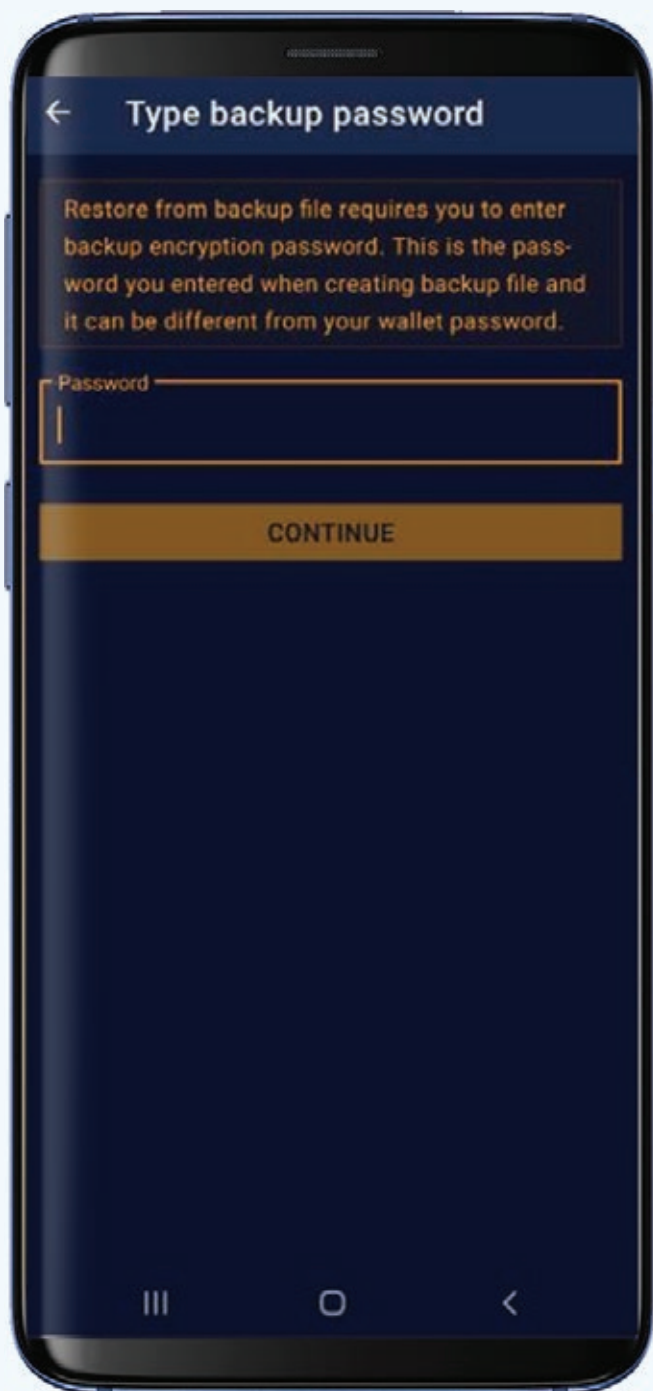 Type backup password
Restore from backup file requires you to enter
backup encryption password. This is the pass-
word you entered when creating backup file and
it can be different from your wallet password.
Password
CONTINUE